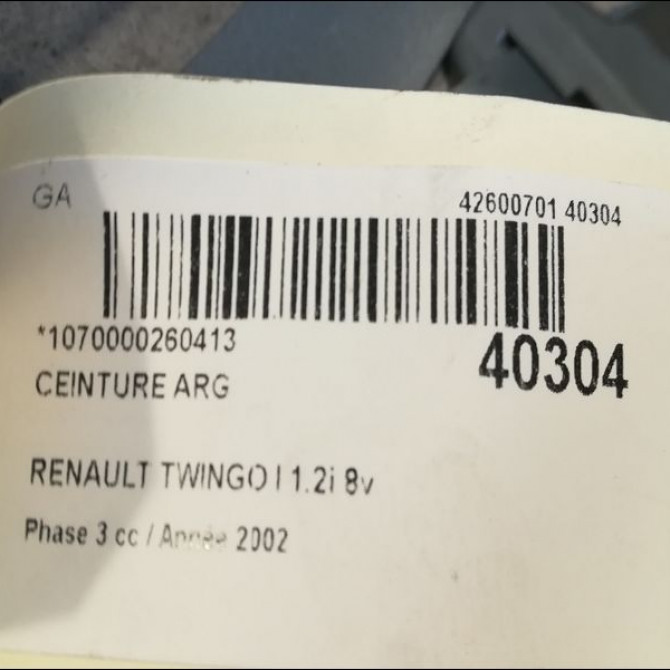 GA
42600701 40304
*1070000260413
40304
CEINTURE ARG
RENAULT TWINGO I 1.2i 8v
Phase 3 cc / Année 2002